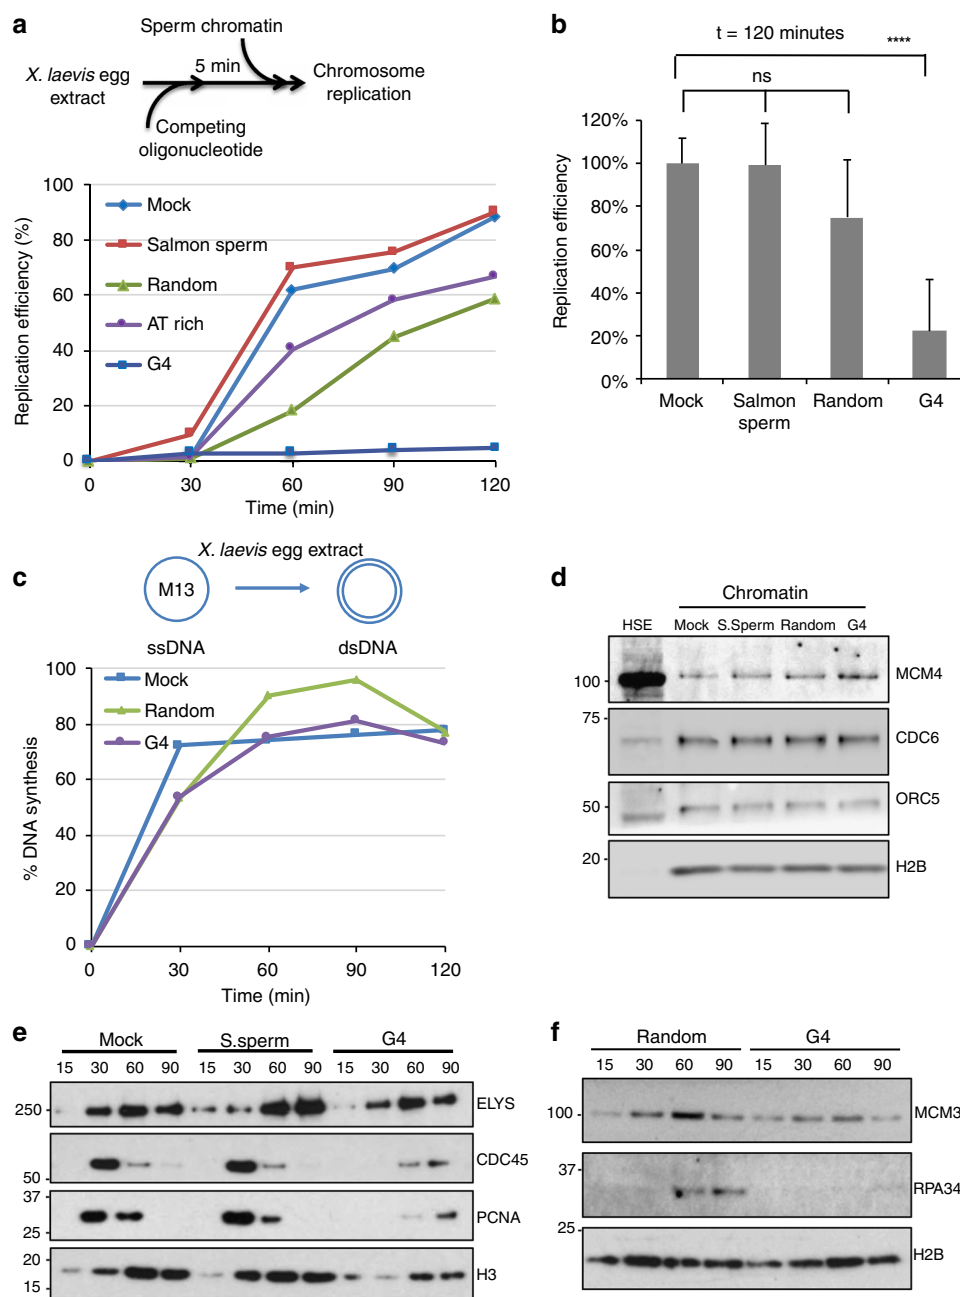 a
Sperm chromatin
X. laevis egg
extract
5 min
Chromosome
replication
Competing
oligonucleotide
Replication efficiency (%)
100
80
60
40
20
0
Mock
Salmon sperm
Random
AT rich
G4
0 30 60 90 120
Time (min)
b
t = 120 minutes
****
ns
Replication efficiency
120%
100%
80%
60%
40%
20%
0%
Mock
Salmon
sperm
Random
G4
c
X. laevis egg extract
M13
ssDNA
dsDNA
% DNA synthesis
100
80
60
40
20
0
Mock
Random
G4
0 30 60 90 120
Time (min)
d
Chromatin
HSE Mock S.Sperm Random G4
100
MCM4
75
CDC6
50
ORC5
20
H2B
e
Mock S.sperm G4
15 30 60 90 15 30 60 90 15 30 60 90
250
ELYS
CDC45
50
37
PCNA
25
20
H3
15
f
Random G4
15 30 60 90 15 30 60 90
100
MCM3
37
RPA34
25
H2B